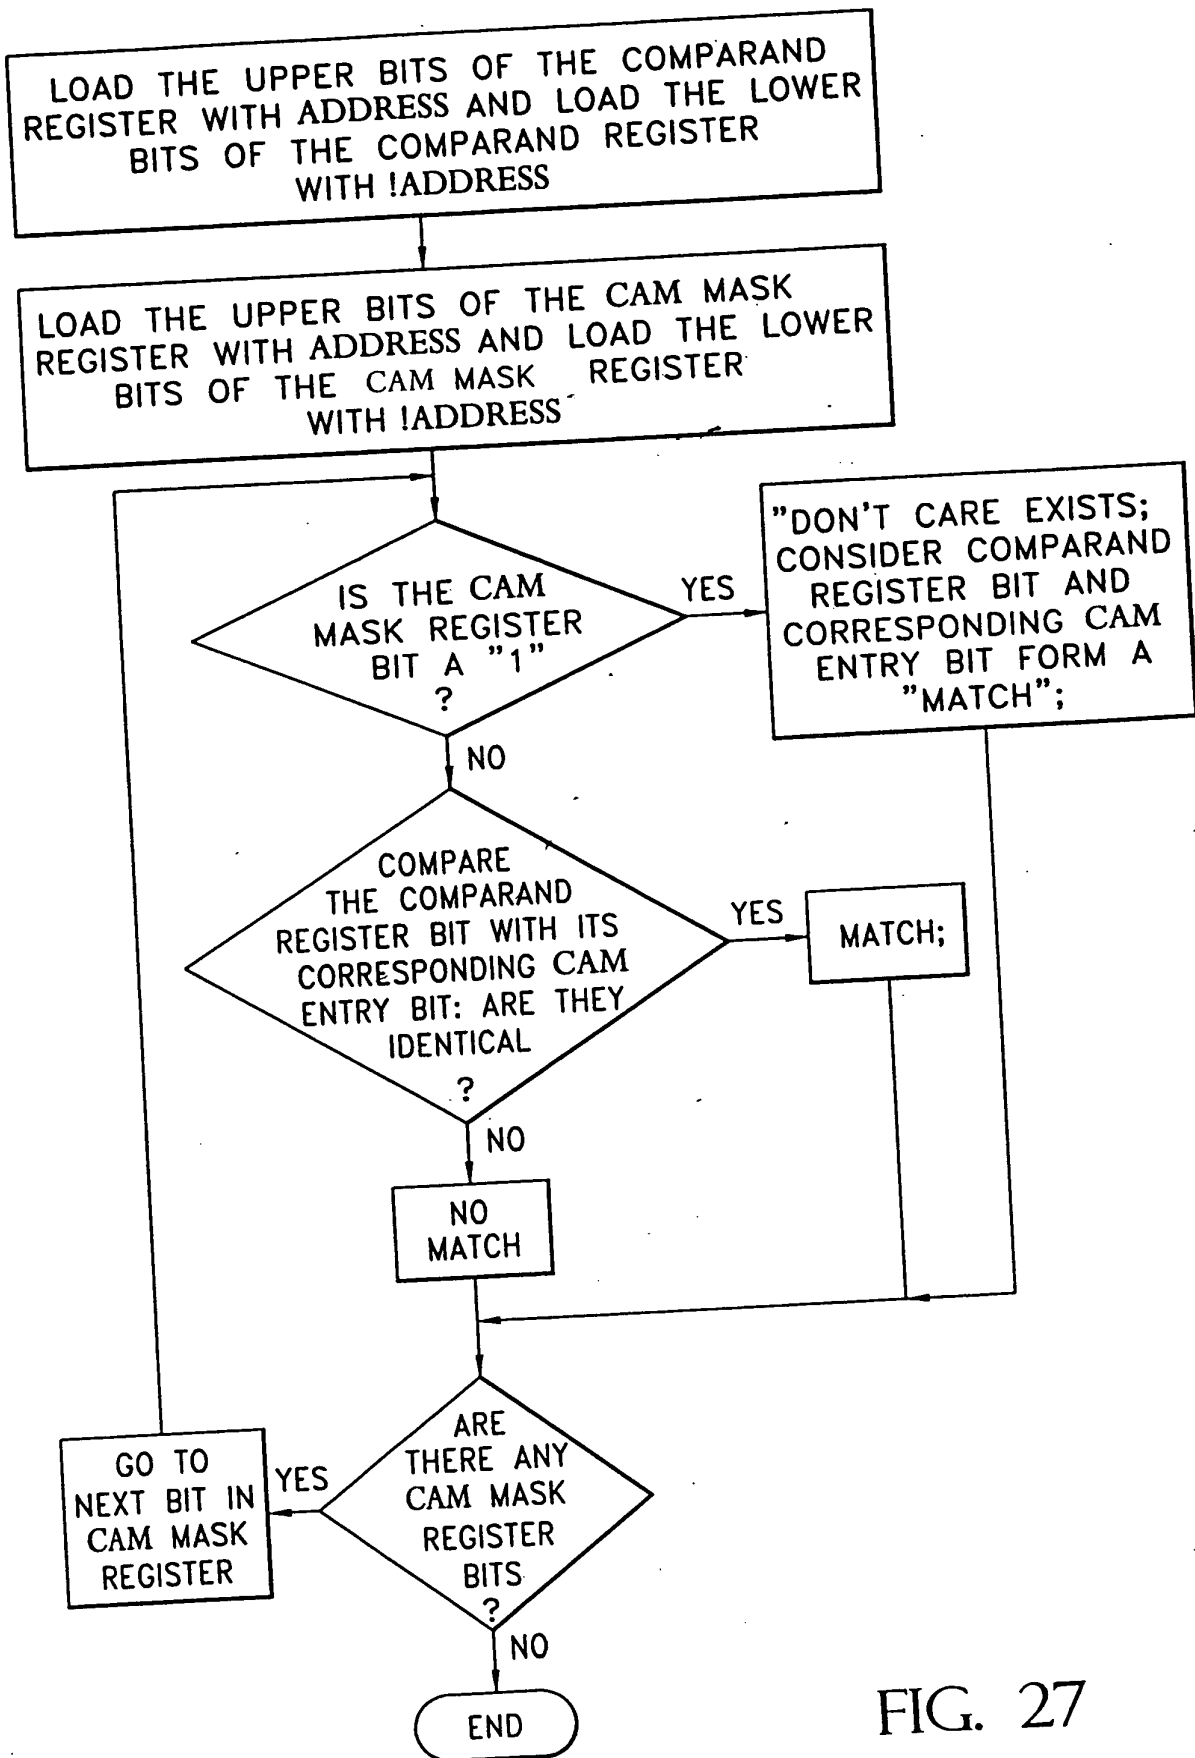 LOAD THE UPPER BITS OF THE COMPARAND
REGISTER WITH ADDRESS AND LOAD THE LOWER
BITS OF THE COMPARAND REGISTER
WITH !ADDRESS
LOAD THE UPPER BITS OF THE CAM MASK
REGISTER WITH ADDRESS AND LOAD THE LOWER
BITS OF THE CAM MASK REGISTER
WITH !ADDRESS
IS THE CAM
MASK REGISTER
BIT A "1"
?
YES
"DON'T CARE EXISTS;
CONSIDER COMPARAND
REGISTER BIT AND
CORRESPONDING CAM
ENTRY BIT FORM A
"MATCH";
NO
COMPARE
THE COMPARAND
REGISTER BIT WITH ITS
CORRESPONDING CAM
ENTRY BIT: ARE THEY
IDENTICAL
?
YES
MATCH;
NO
NO
MATCH
ARE
THERE ANY
CAM MASK
REGISTER
BITS
?
YES
GO TO
NEXT BIT IN
CAM MASK
REGISTER
NO
END
FIG. 27